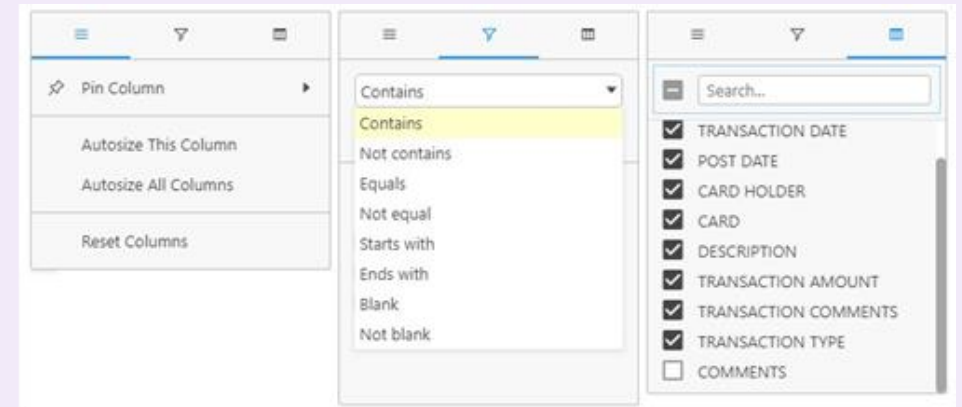 Pin Column
Autosize This Column
Autosize All Columns
Reset Columns
Contains
Contains
Not contains
Equals
Not equal
Starts with
Ends with
Blank
Not blank
Search...
TRANSACTION DATE
POST DATE
CARD HOLDER
CARD
DESCRIPTION
TRANSACTION AMOUNT
TRANSACTION COMMENTS
TRANSACTION TYPE
COMMENTS